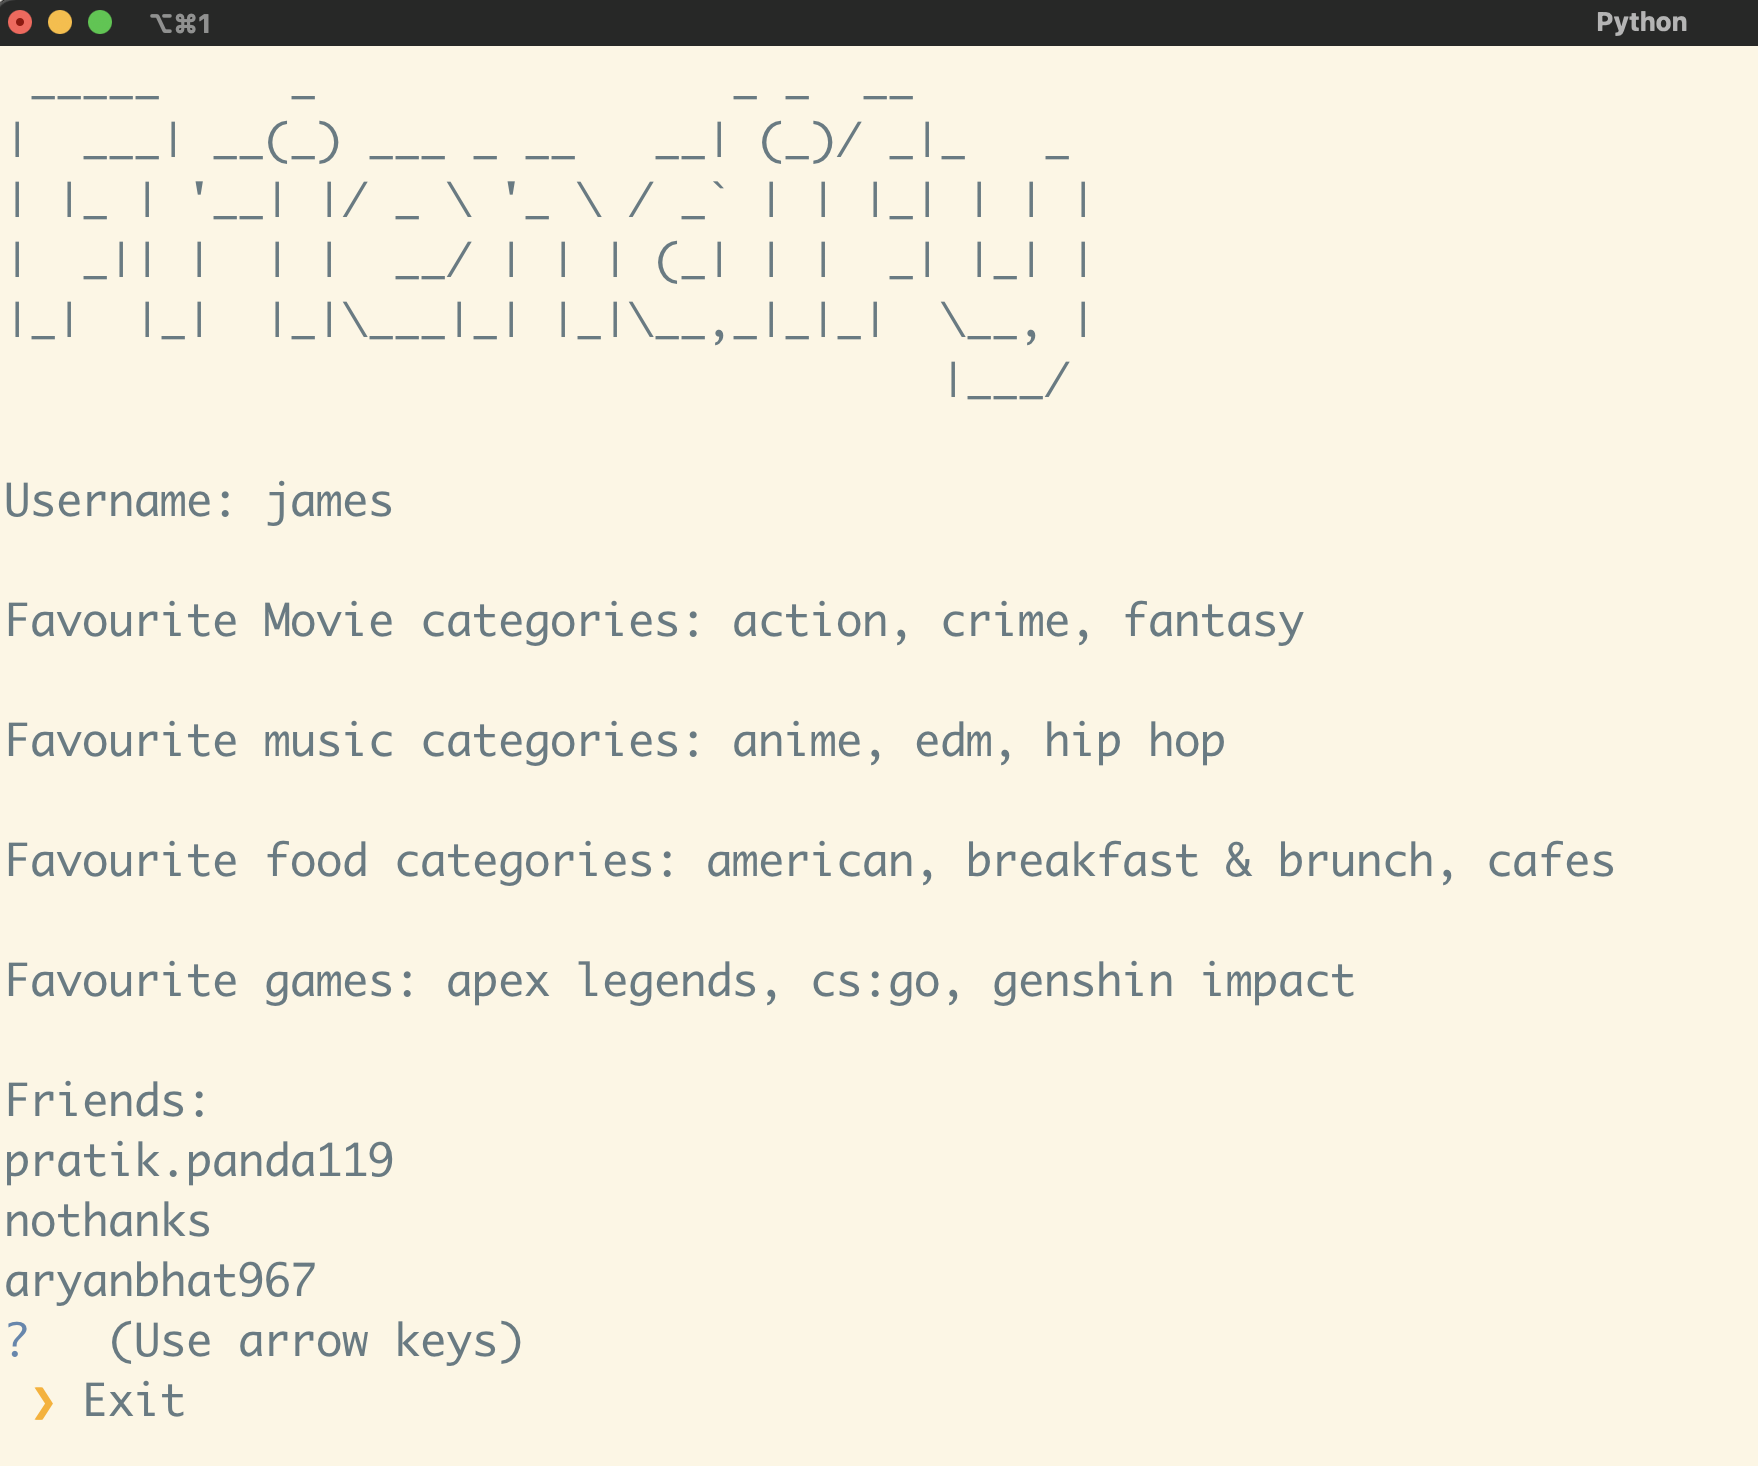 ⌥⌘1 Python
 _____     _                _ _  __
|  ___| __(_) ___ _ __   __| (_)/ _|_   _
| |_ | '__| |/ _ \ '_ \ / _` | | |_| | | |
|  _|| |  | |  __/ | | | (_| | |  _| |_| |
|_|  |_|  |_|\___|_| |_|\__,_|_|_|  \__, |
                                    |___/
Username: james
Favourite Movie categories: action, crime, fantasy
Favourite music categories: anime, edm, hip hop
Favourite food categories: american, breakfast & brunch, cafes
Favourite games: apex legends, cs:go, genshin impact
Friends:
pratik.panda119
nothanks
aryanbhat967
?   (Use arrow keys)
 ❯ Exit